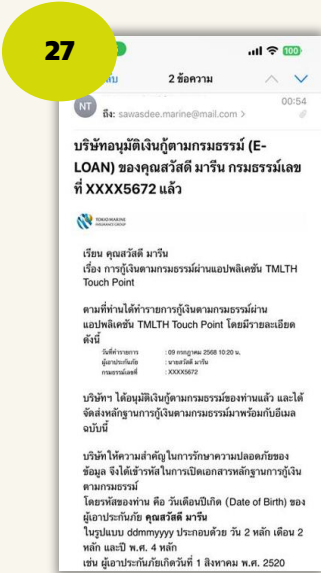 27
100
2 ข้อความ
NT
ถึง: sawasdee.marine@mail.com >
00:54
บริษัทอนุมัติเงินกู้ตามกรมธรรม์ (E-
LOAN) ของคุณสวัสดี มารีน กรมธรรม์เลข
ที่ XXXX5672 แล้ว
TOKIO MARINE
INSURANCE GROUP
เรียน คุณสวัสดี มารีน
เรื่อง การกู้เงินตามกรมธรรม์ผ่านแอปพลิเคชัน TMLTH
Touch Point
ตามที่ท่านได้ทำรายการกู้เงินตามกรมธรรม์ผ่าน
แอปพลิเคชัน TMLTH Touch Point โดยมีรายละเอียด
ดังนี้
วันที่ทำรายการ : 09 กรกฎาคม 2568 10:20 น.
ผู้เอาประกันภัย : นายสวัสดี มารีน
กรมธรรม์เลขที่ : XXXX5672
บริษัทฯ ได้อนุมัติเงินกู้ตามกรมธรรม์ของท่านแล้ว และได้
จัดส่งหลักฐานการกู้เงินตามกรมธรรม์มาพร้อมกับอีเมล
ฉบับนี้
บริษัทให้ความสำคัญในการรักษาความปลอดภัยของ
ข้อมูล จึงได้เข้ารหัสในการเปิดเอกสารหลักฐานการกู้เงิน
ตามกรมธรรม์
โดยรหัสของท่าน คือ วันเดือนปีเกิด (Date of Birth) ของ
ผู้เอาประกันภัย คุณสวัสดี มารีน
ในรูปแบบ ddmmyyyy ประกอบด้วย วัน 2 หลัก เดือน 2
หลัก และปี พ.ศ. 4 หลัก
เช่น ผู้เอาประกันภัยเกิดวันที่ 1 สิงหาคม พ.ศ. 2520